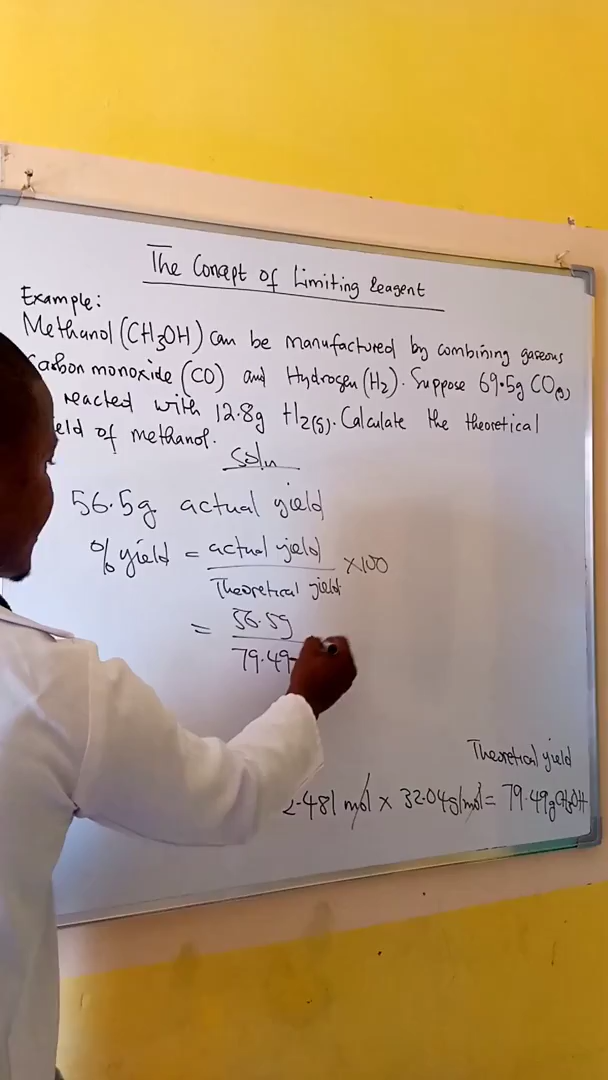 The Concept of Limiting Reagent
Example:
Methanol (CH3OH) can be manufactured by combining gaseous
carbon monoxide (CO) and Hydrogen (H2). Suppose 69.5g CO(g)
reacted with 12.8g H2(g). Calculate the theoretical
eld of methanol.
Soln
56.5g actual yield
% yield = actual yield
Theoretical yield ×100
= 56.5g
79.49
Theoretical yield
2.481 mol × 32.04g/mol = 79.49g CH3OH